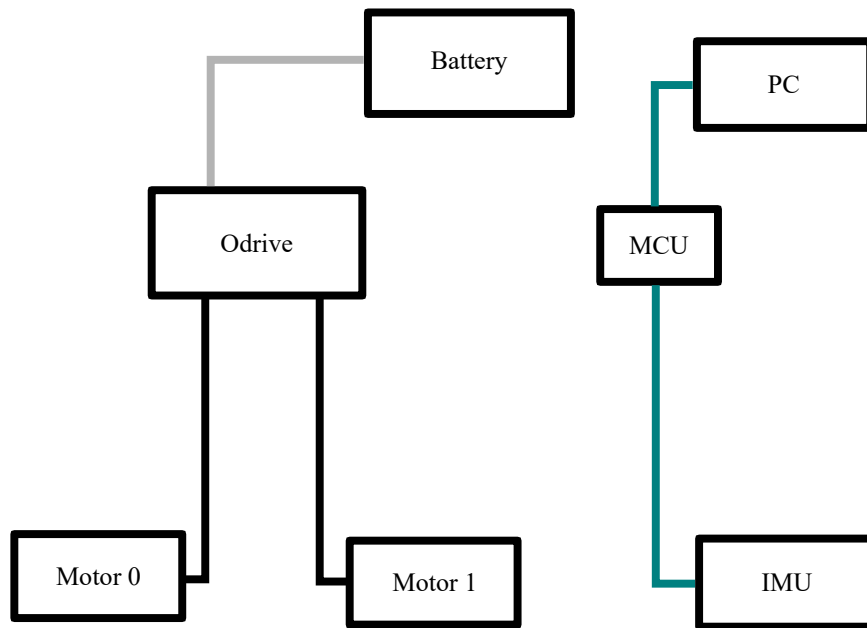 Battery
PC
Odrive
MCU
Motor 0
Motor 1
IMU